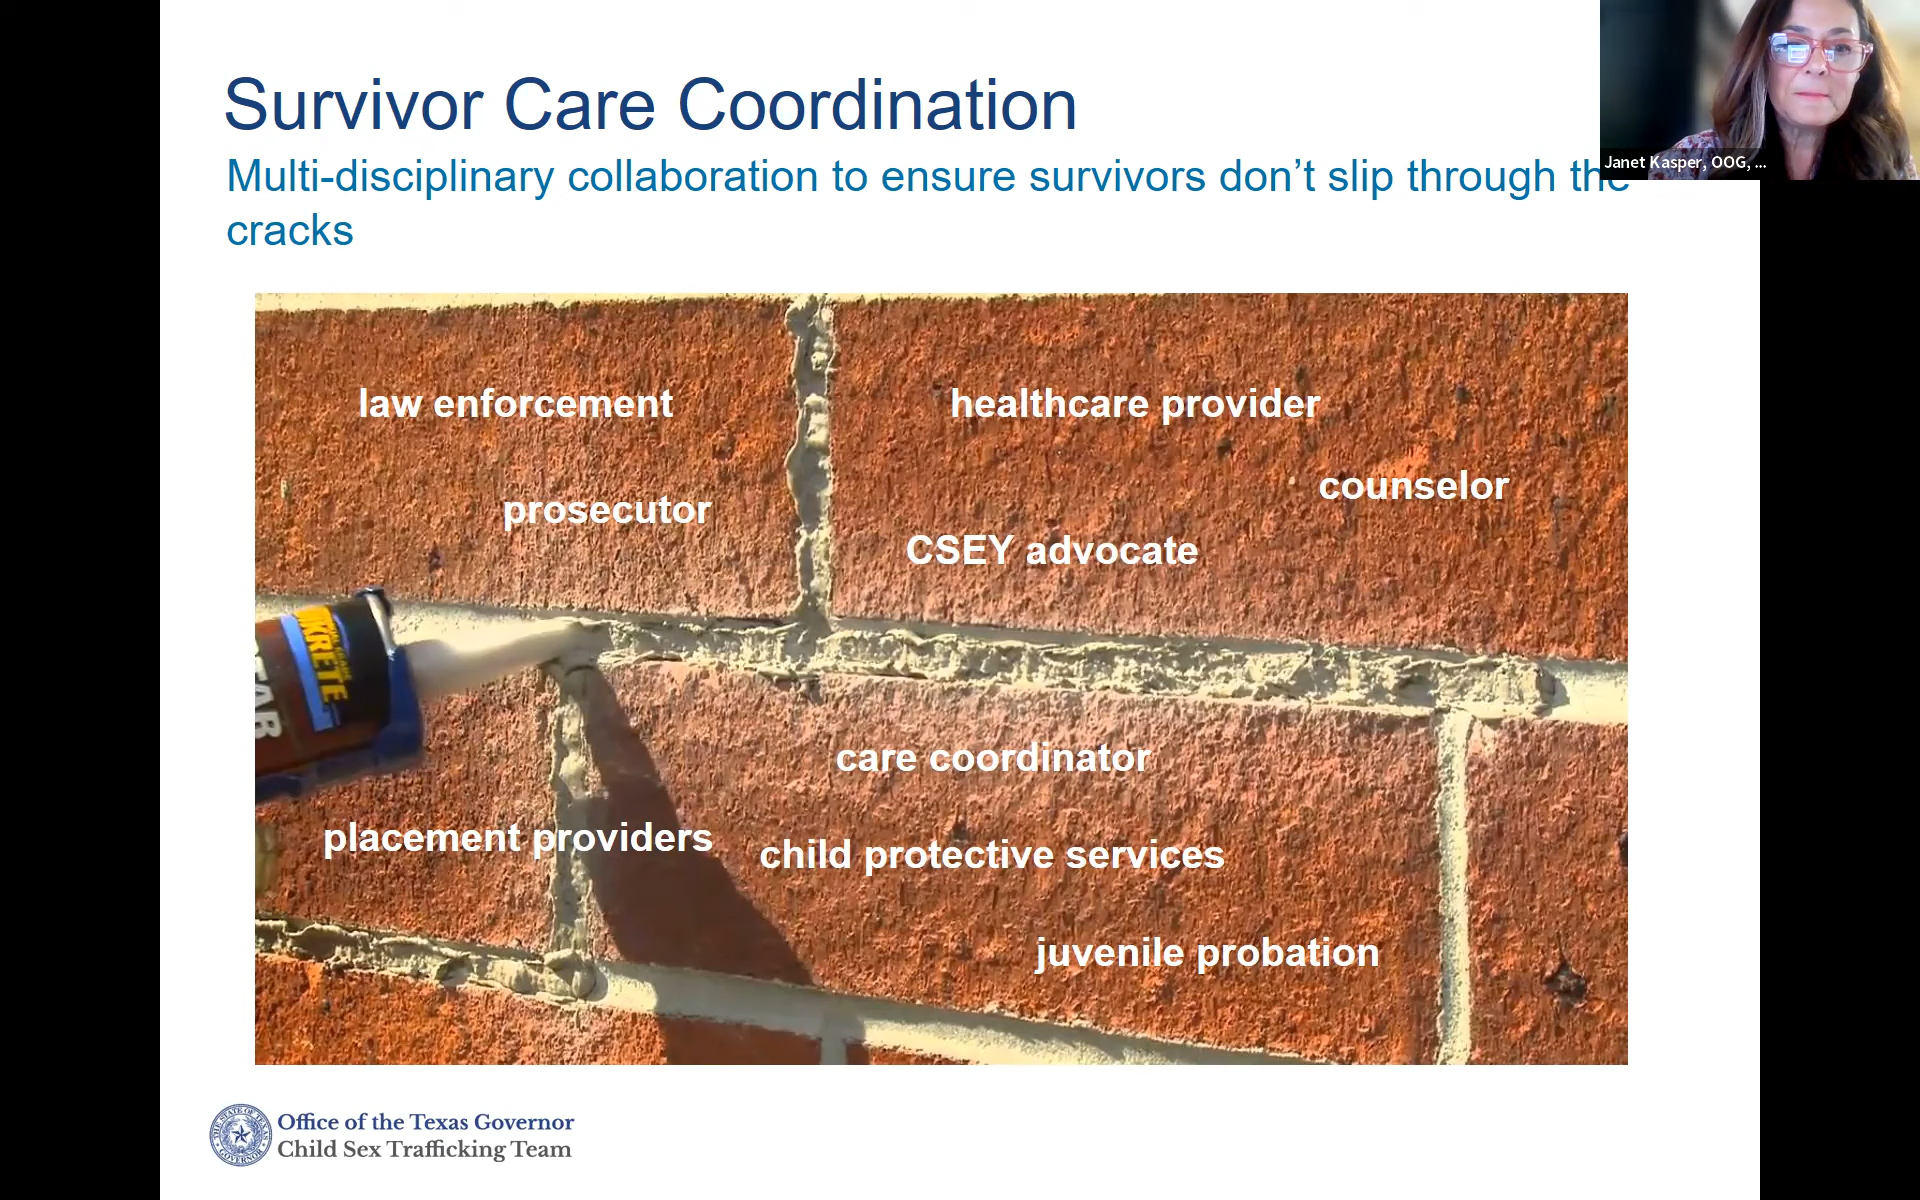 Survivor Care Coordination
Multi-disciplinary collaboration to ensure survivors don’t slip through the
cracks
Janet Kasper, OOG, ...
law enforcement
healthcare provider
counselor
prosecutor
CSEY advocate
care coordinator
placement providers
child protective services
juvenile probation
Office of the Texas Governor
Child Sex Trafficking Team